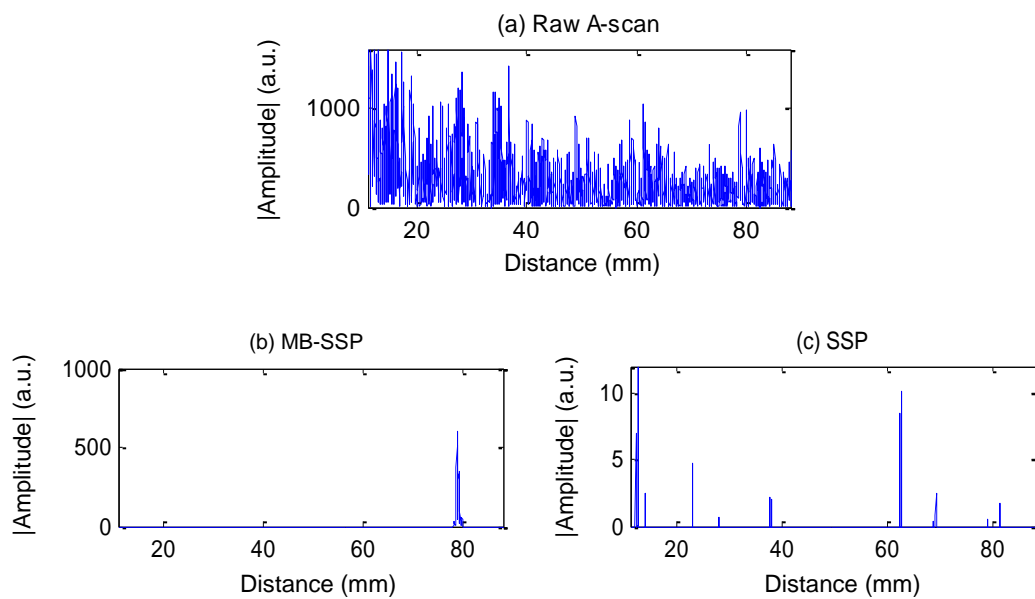 (a) Raw A-scan
|Amplitude| (a.u.)
1000
0
20 40 60 80
Distance (mm)
(b) MB-SSP
|Amplitude| (a.u.)
1000
500
0
20 40 60 80
Distance (mm)
(c) SSP
|Amplitude| (a.u.)
10
5
0
20 40 60 80
Distance (mm)